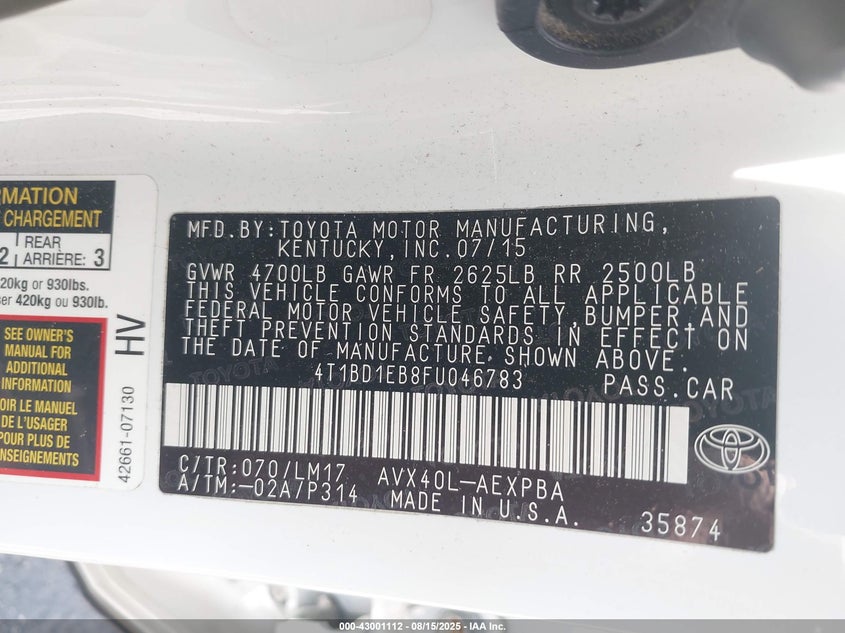 RMATION
CHARGEMENT
2 REAR
ARRIÈRE: 3
20kg or 930lbs.
ser 420kg ou 930lb.
SEE OWNER'S
MANUAL FOR
ADDITIONAL
INFORMATION
OIR LE MANUEL
DE L'USAGER
POUR PLUS DE
ENSEIGNEMENTS
HV
42661-07130
MFD.BY:TOYOTA MOTOR MANUFACTURING,
KENTUCKY, INC.07/15
GVWR 4700LB GAWR FR 2625LB RR 2500LB
THIS VEHICLE CONFORMS TO ALL APPLICABLE
FEDERAL MOTOR VEHICLE SAFETY, BUMPER, AND
THEFT PREVENTION STANDARDS IN EFFECT ON
THE DATE OF MANUFACTURE SHOWN ABOVE.
4T1BD1EB8FU046783 PASS.CAR
C/TR:070/LM17 AVX40L-AEXPBA
A/TM:-02A/P314 MADE IN U.S.A. 35874
000-43001112 - 08/15/2025 - IAA Inc.